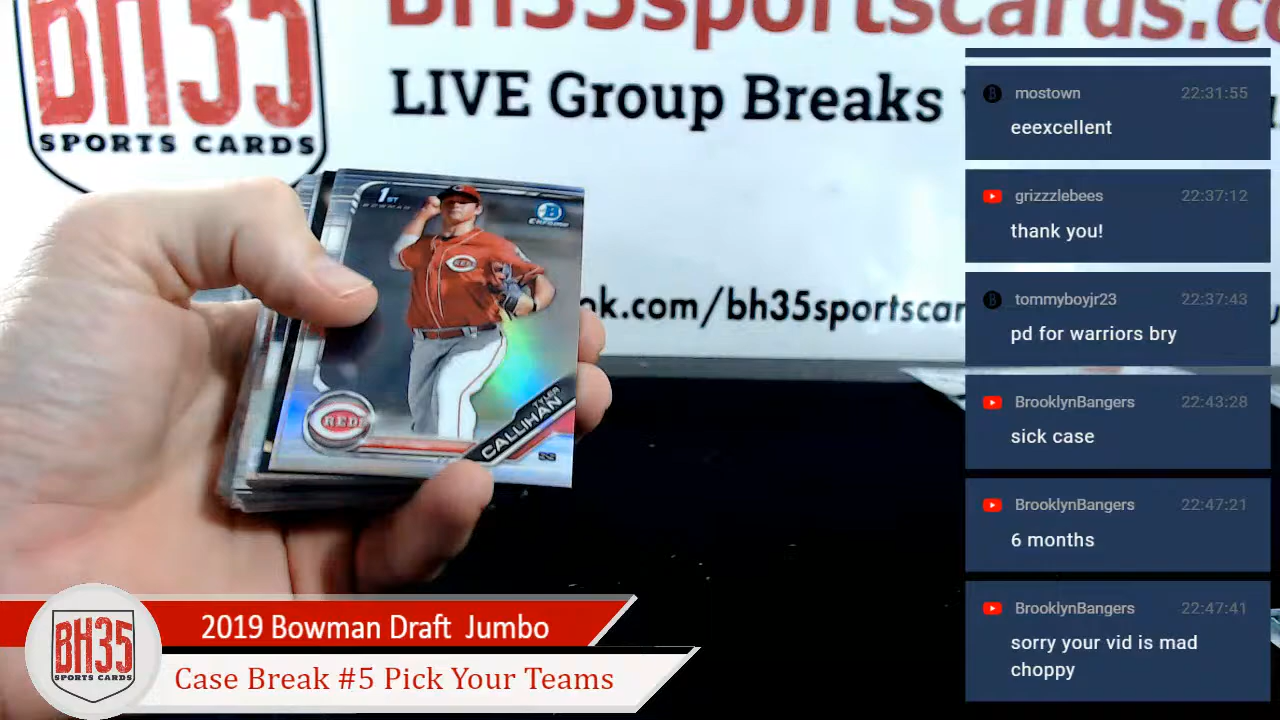 BH35sportscards.c
BH35
SPORTS CARDS
LIVE Group Breaks
k.com/bh35sportscar
1ST
BOWMAN
B
CHROME
REDS
REDS
TYLER
CALLIHAN
mostown 22:31:55
eeexcellent
grizzzlebees 22:37:12
thank you!
tommyboyjr23 22:37:43
pd for warriors bry
BrooklynBangers 22:43:28
sick case
BrooklynBangers 22:47:21
6 months
BrooklynBangers 22:47:41
sorry your vid is mad
choppy
BH35
SPORTS CARDS
2019 Bowman Draft Jumbo
Case Break #5 Pick Your Teams